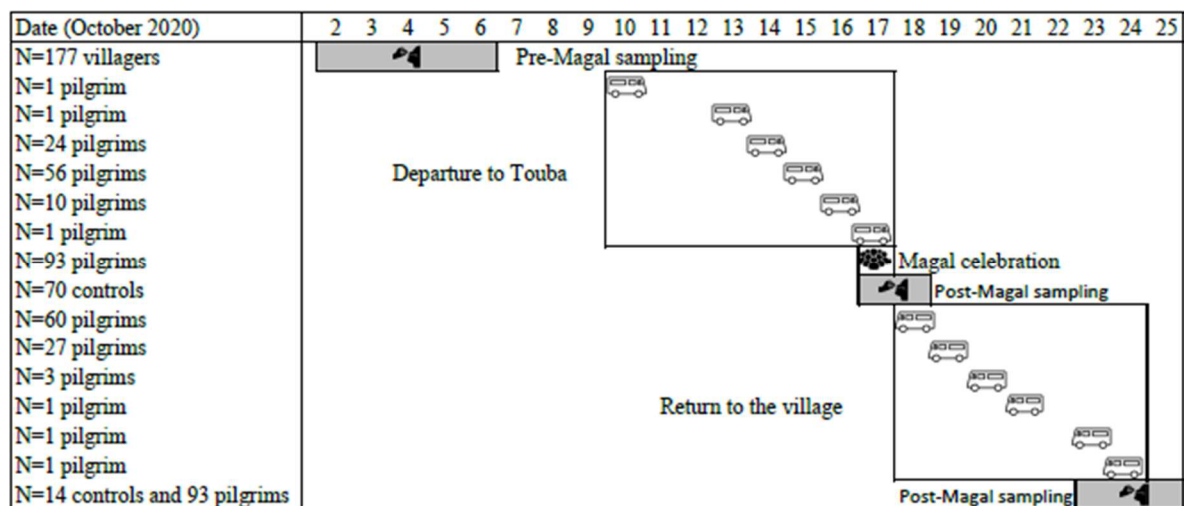 Date (October 2020) 2 3 4 5 6 7 8 9 10 11 12 13 14 15 16 17 18 19 20 21 22 23 24 25
N=177 villagers Pre-Magal sampling
N=1 pilgrim
N=1 pilgrim
N=24 pilgrims
N=56 pilgrims Departure to Touba
N=10 pilgrims
N=1 pilgrim
N=93 pilgrims Magal celebration
N=70 controls Post-Magal sampling
N=60 pilgrims
N=27 pilgrims
N=3 pilgrims
N=1 pilgrim Return to the village
N=1 pilgrim
N=1 pilgrim
N=14 controls and 93 pilgrims Post-Magal sampling